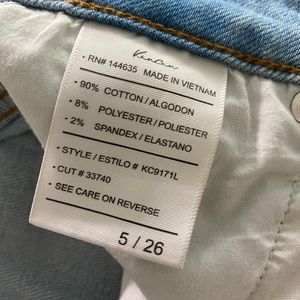 KanCan
· RN# 144635 MADE IN VIETNAM
· 90% COTTON / ALGODON
· 8% POLYESTER / POLIESTER
· 2% SPANDEX / ELASTANO
· STYLE / ESTILO # KC9171L
· CUT # 33740
· SEE CARE ON REVERSE
5 / 26